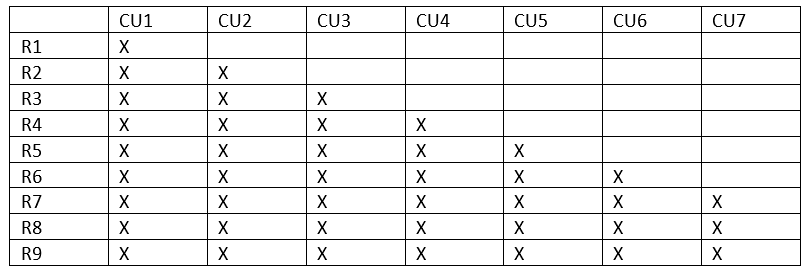 CU1 CU2 CU3 CU4 CU5 CU6 CU7
R1 X
R2 X X
R3 X X X
R4 X X X X
R5 X X X X X
R6 X X X X X X
R7 X X X X X X X
R8 X X X X X X X
R9 X X X X X X X